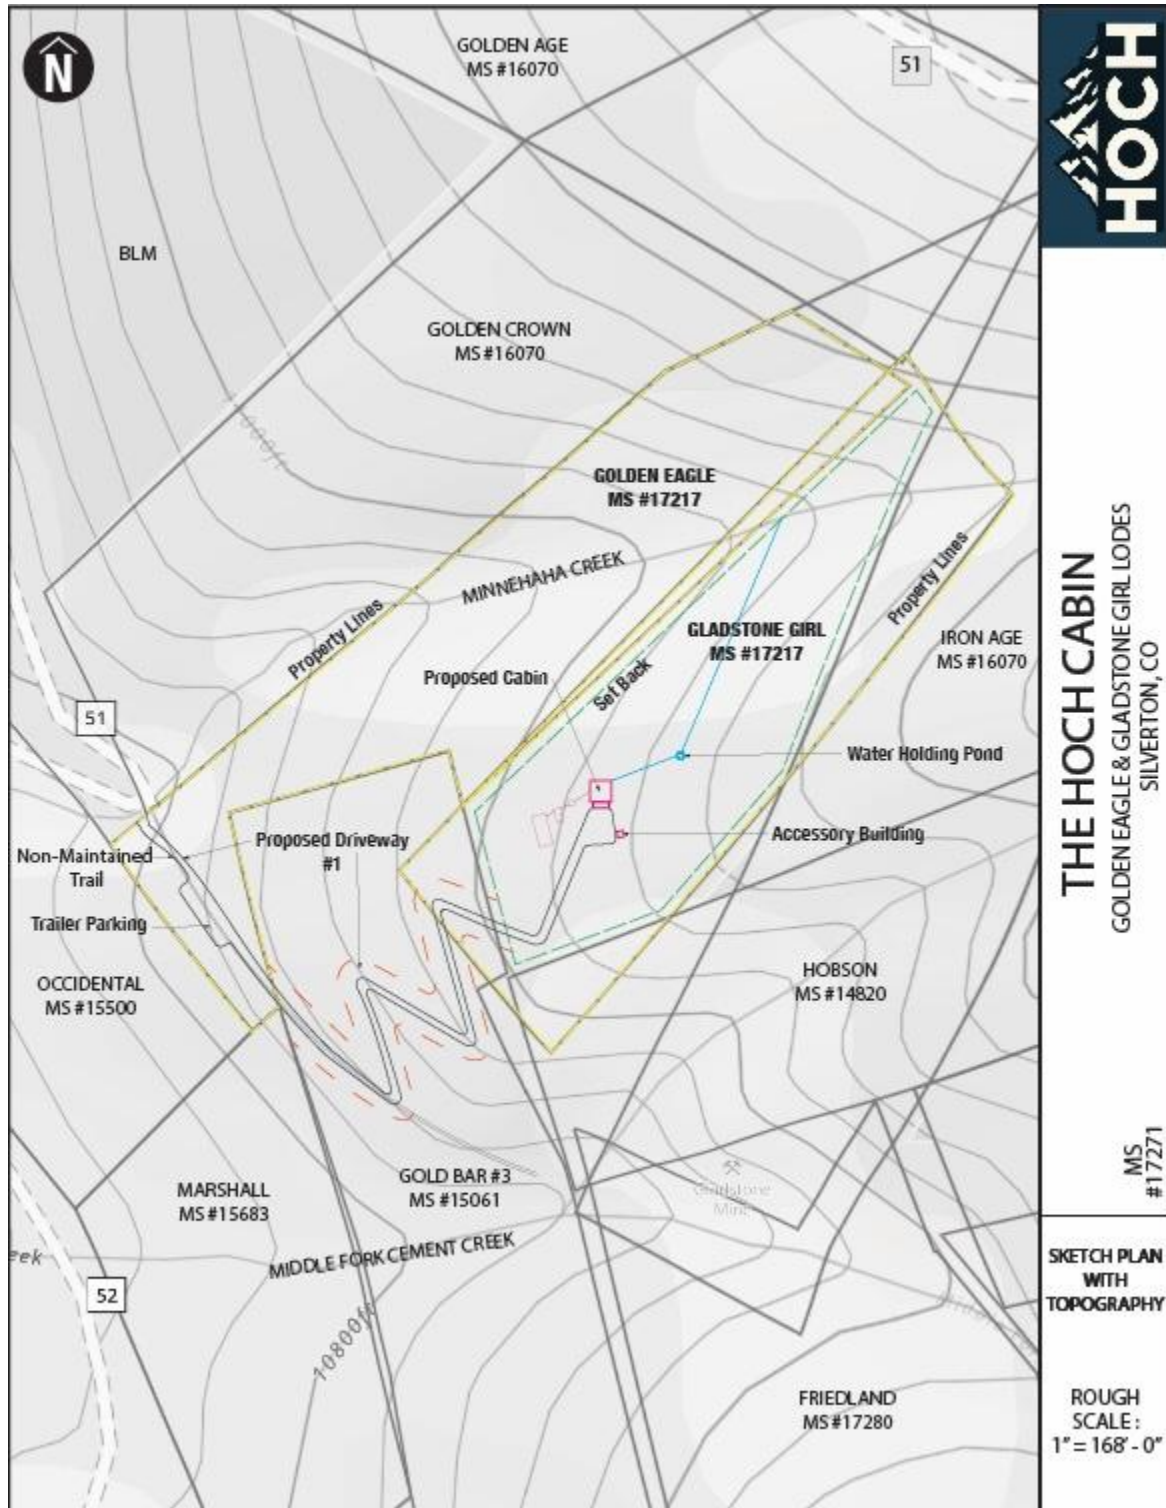 N
GOLDEN AGE
MS #16070
51
BLM
GOLDEN CROWN
MS #16070
GOLDEN EAGLE
MS #17217
MINNEHAHA CREEK
Property Lines
Proposed Cabin
Set Back
GLADSTONE GIRL
MS #17217
Property Lines
IRON AGE
MS #16070
51
Water Holding Pond
Non-Maintained
Trail
Proposed Driveway
#1
Accessory Building
Trailer Parking
OCCIDENTAL
MS #15500
HOBSON
MS #14820
MARSHALL
MS #15683
GOLD BAR #3
MS #15061
Gladstone
Mine
MIDDLE FORK CEMENT CREEK
eek
52
10800ft
FRIEDLAND
MS #17280
HOCH
THE HOCH CABIN
GOLDEN EAGLE & GLADSTONE GIRL LODES
SILVERTON, CO
MS
#17271
SKETCH PLAN
WITH
TOPOGRAPHY
ROUGH
SCALE:
1" = 168' - 0"